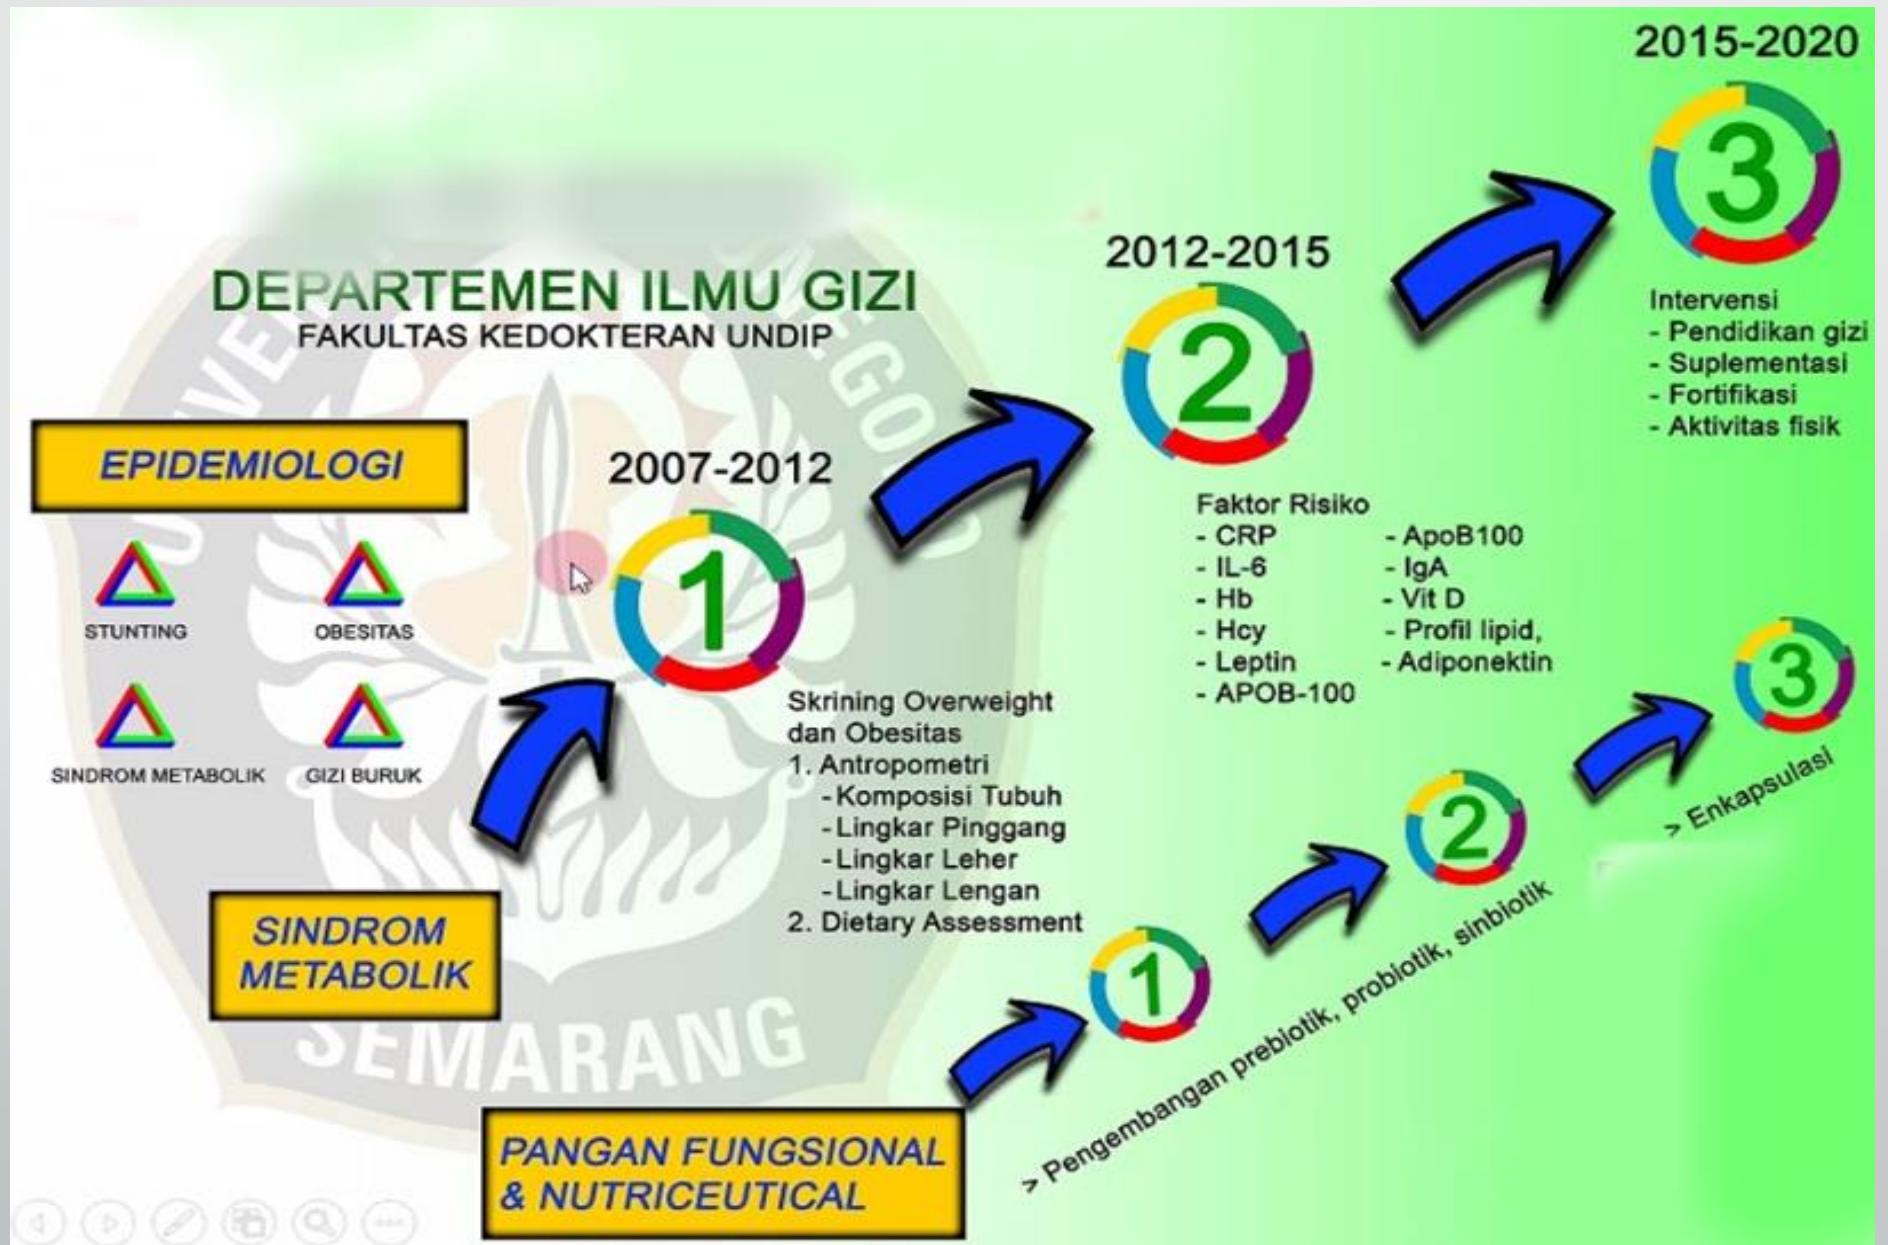 DEPARTEMEN ILMU GIZI
FAKULTAS KEDOKTERAN UNDIP
EPIDEMIOLOGI
STUNTING
OBESITAS
SINDROM METABOLIK
GIZI BURUK
SINDROM
METABOLIK
2007-2012
1
Skrining Overweight
dan Obesitas
1. Antropometri
-Komposisi Tubuh
-Lingkar Pinggang
-Lingkar Leher
-Lingkar Lengan
2. Dietary Assessment
2012-2015
2
Faktor Risiko
- CRP
- IL-6
- Hb
- Hcy
- Leptin
- APOB-100
- ApoB100
- IgA
- Vit D
- Profil lipid,
- Adiponektin
2015-2020
3
Intervensi
- Pendidikan gizi
- Suplementasi
- Fortifikasi
- Aktivitas fisik
PANGAN FUNGSIONAL
& NUTRICEUTICAL
1
> Pengembangan prebiotik, probiotik, sinbiotik
2
3
> Enkapsulasi
SEMARANG